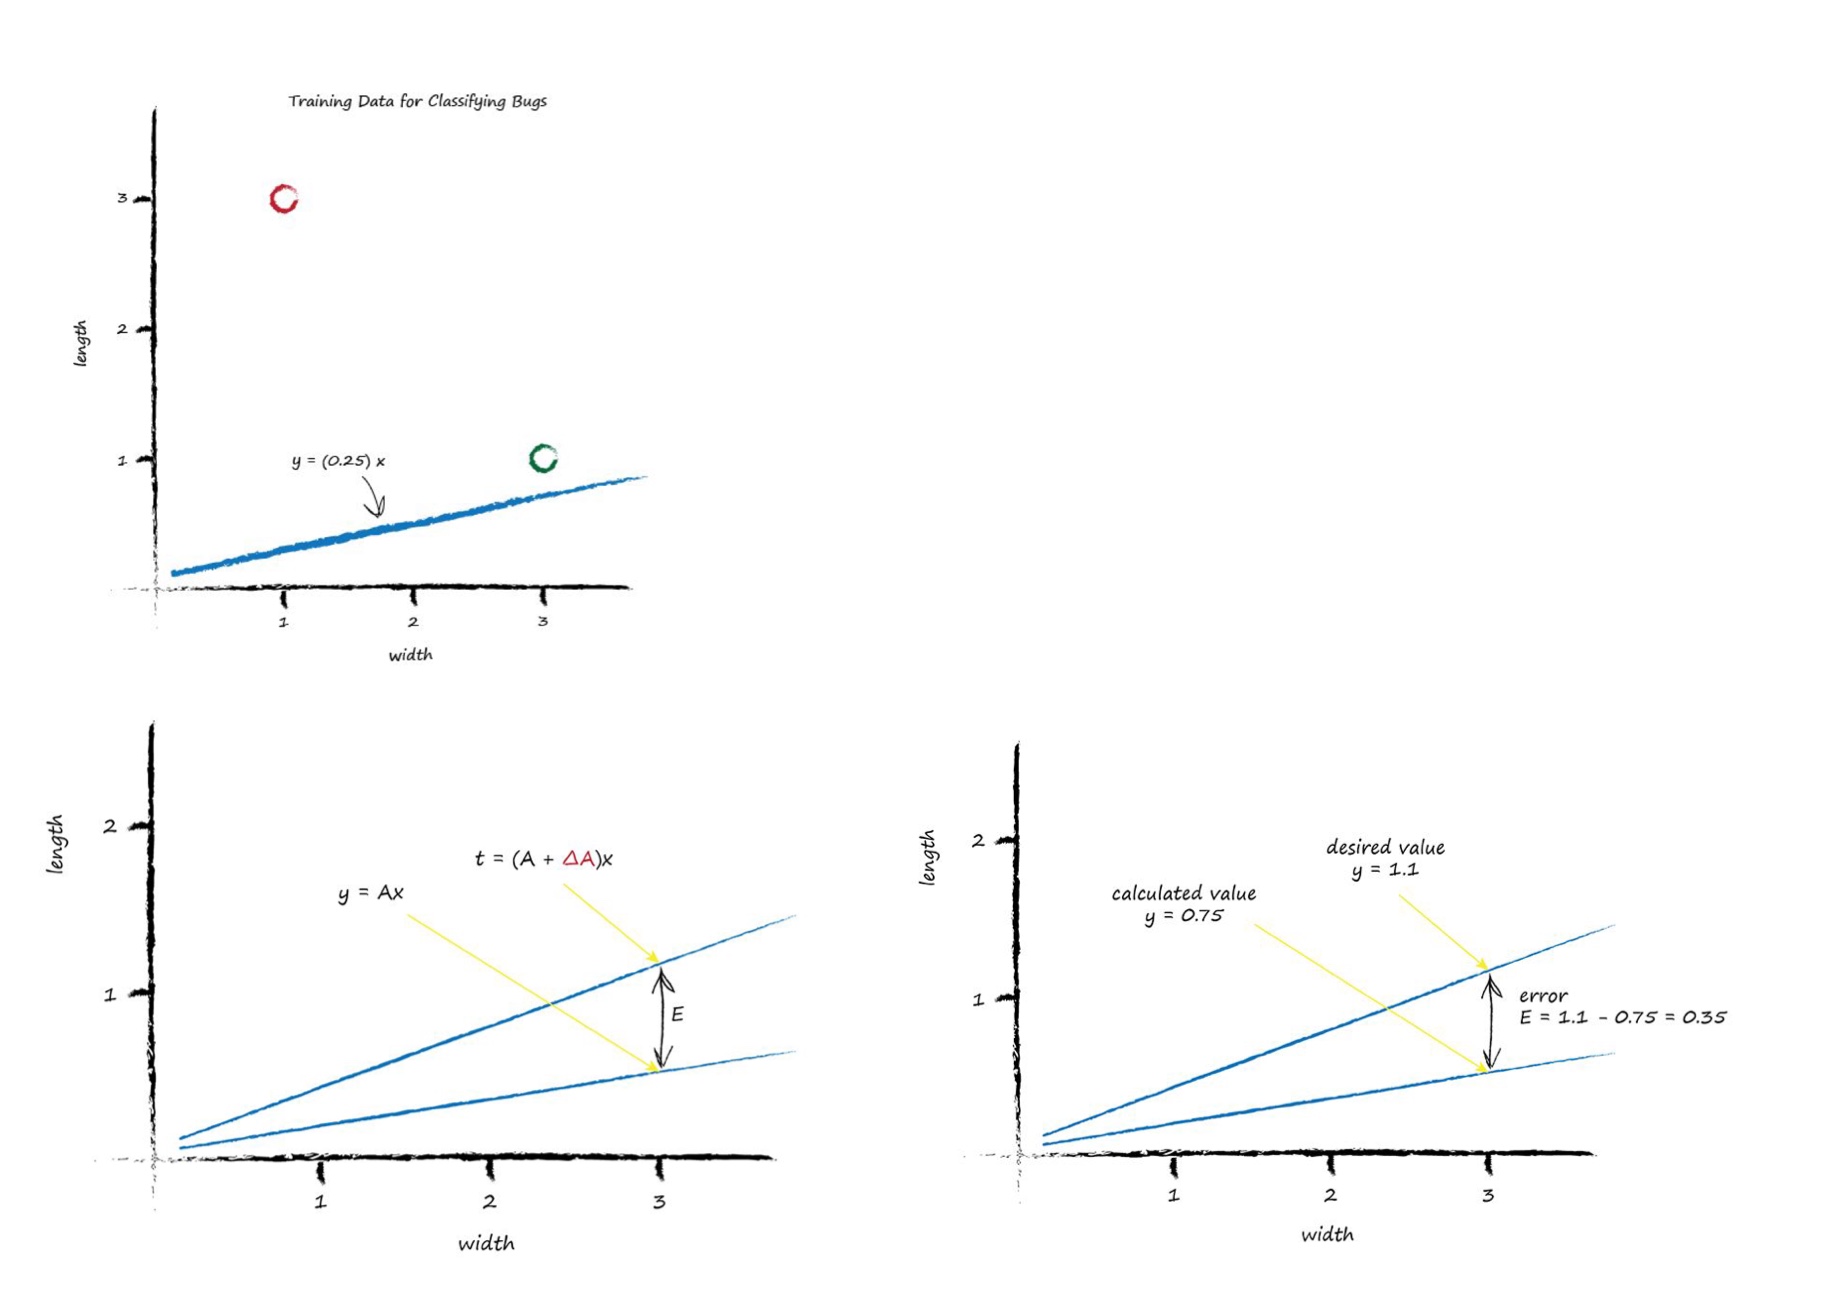 Training Data for Classifying Bugs
3
2
1
length
y = (0.25) x
1
2
3
width
length
2
1
t = (A + ΔA)x
y = Ax
E
1
2
3
width
length
2
1
desired value
y = 1.1
calculated value
y = 0.75
error
E = 1.1 - 0.75 = 0.35
1
2
3
width